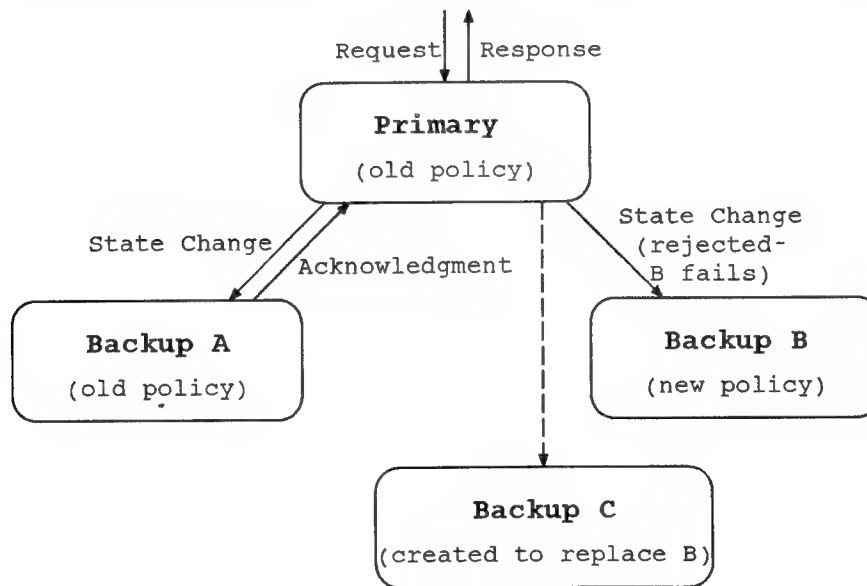 Request
Response
Primary
(old policy)
State Change
Acknowledgment
State Change
(rejected-
B fails)
Backup A
(old policy)
Backup B
(new policy)
Backup C
(created to replace B)